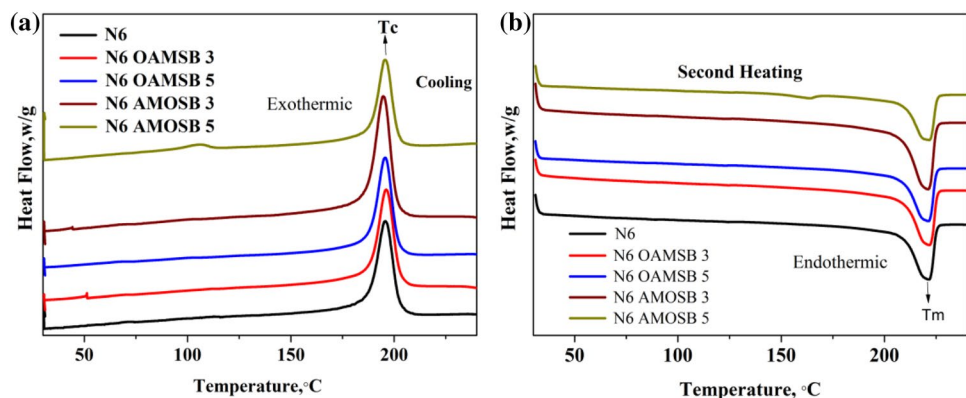 (a)
Tc
N6
N6 OAMSB 3
N6 OAMSB 5
N6 AMOSB 3
N6 AMOSB 5
Cooling
Exothermic
Heat Flow,w/g
50
100
150
200
Temperature,°C
(b)
Second Heating
Heat Flow,w/g
N6
N6 OAMSB 3
N6 OAMSB 5
N6 AMOSB 3
N6 AMOSB 5
Endothermic
Tm
50
100
150
200
Temperature, °C